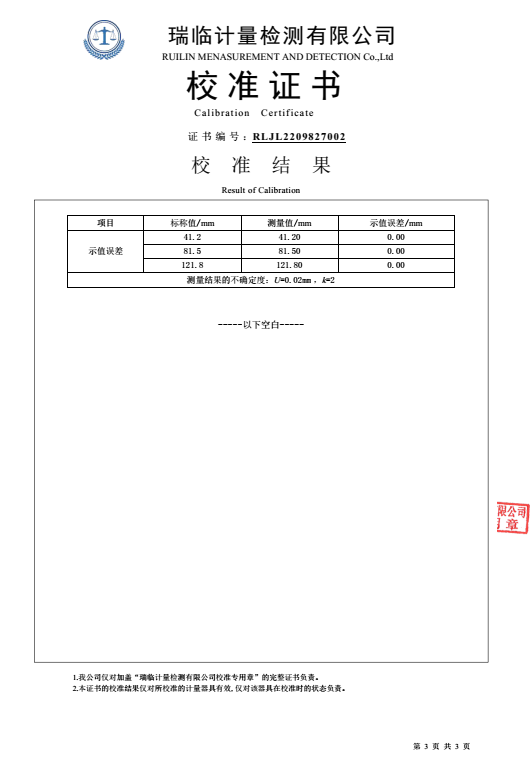 瑞临计量检测有限公司
RUILIN MENASUREMENT AND DETECTION Co.,Ltd
校准证书
Calibration Certificate
证书编号：RLJL2209827002
校准结果
Result of Calibration
项目 标称值/mm 测量值/mm 示值误差/mm
示值误差 41.2 41.20 0.00
81.5 81.50 0.00
121.8 121.80 0.00
测量结果的不确定度：U=0.02mm，k=2
-----以下空白-----
限公司
章
1.我公司仅对加盖“瑞临计量检测有限公司校准专用章”的完整证书负责。
2.本证书的校准结果仅对所校准的计量器具有效,仅对该器具在校准时的状态负责。
第 3 页 共 3 页